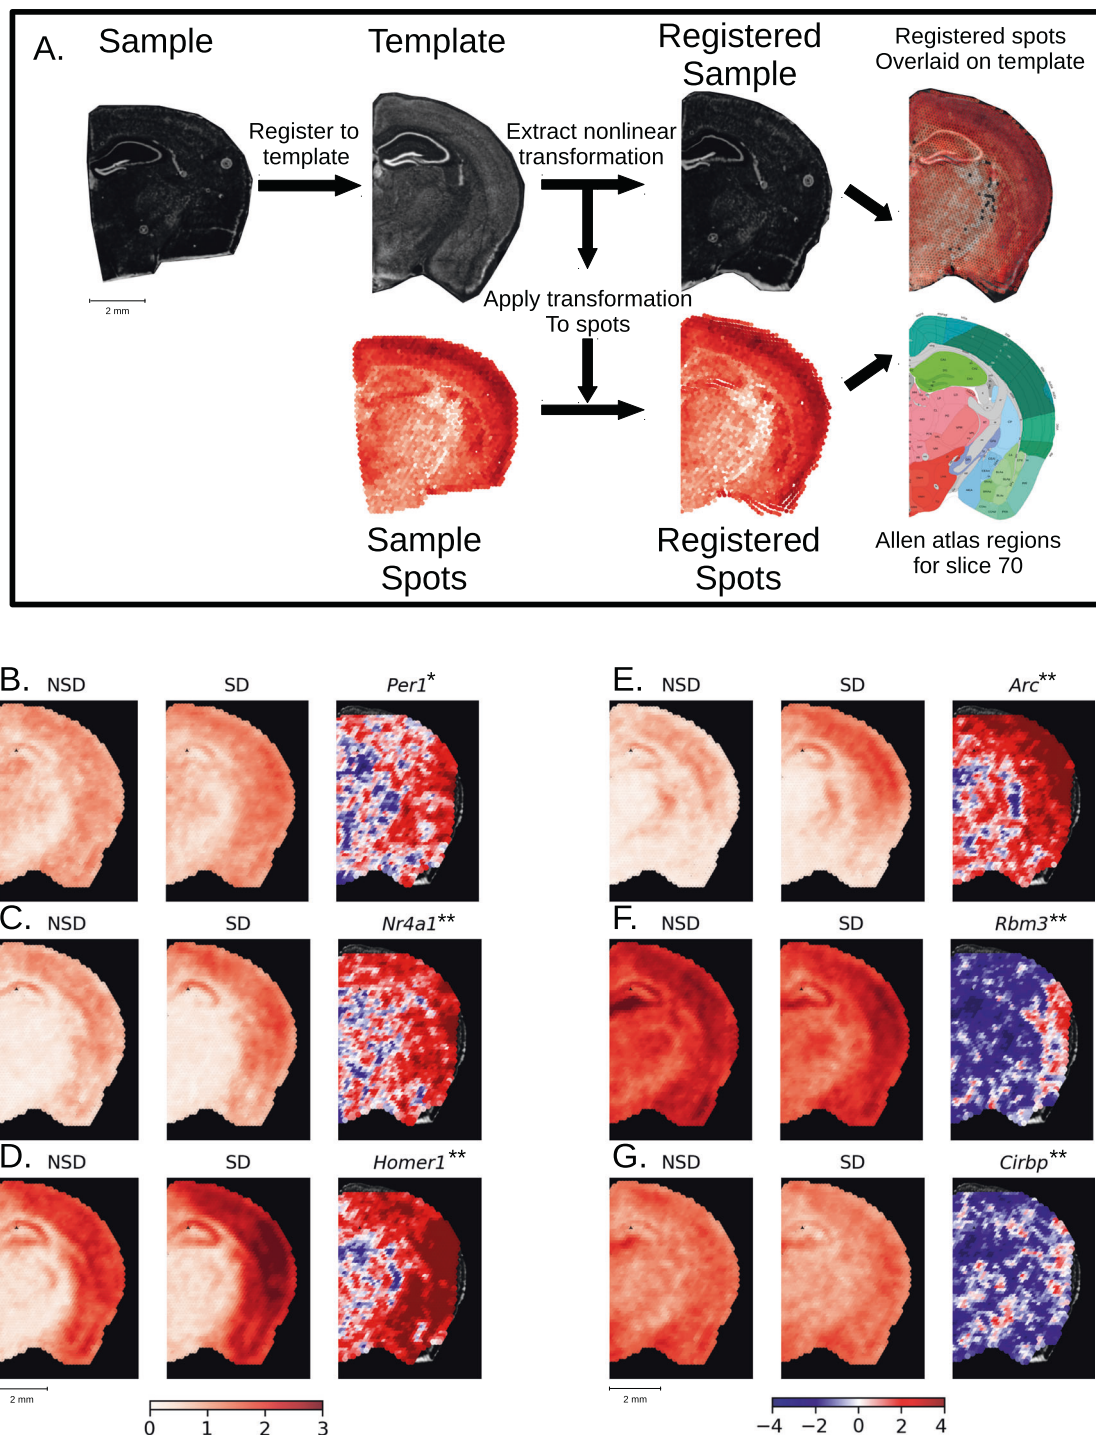 A.
Sample
Template
Registered
Sample
Registered spots
Overlaid on template
Register to
template
Extract nonlinear
transformation
2 mm
Apply transformation
To spots
Sample
Spots
Registered
Spots
Allen atlas regions
for slice 70
B. NSD SD Per1*
E. NSD SD Arc**
C. NSD SD Nr4a1**
F. NSD SD Rbm3**
D. NSD SD Homer1**
G. NSD SD Cirbp**
2 mm
0 1 2 3
2 mm
−4 −2 0 2 4